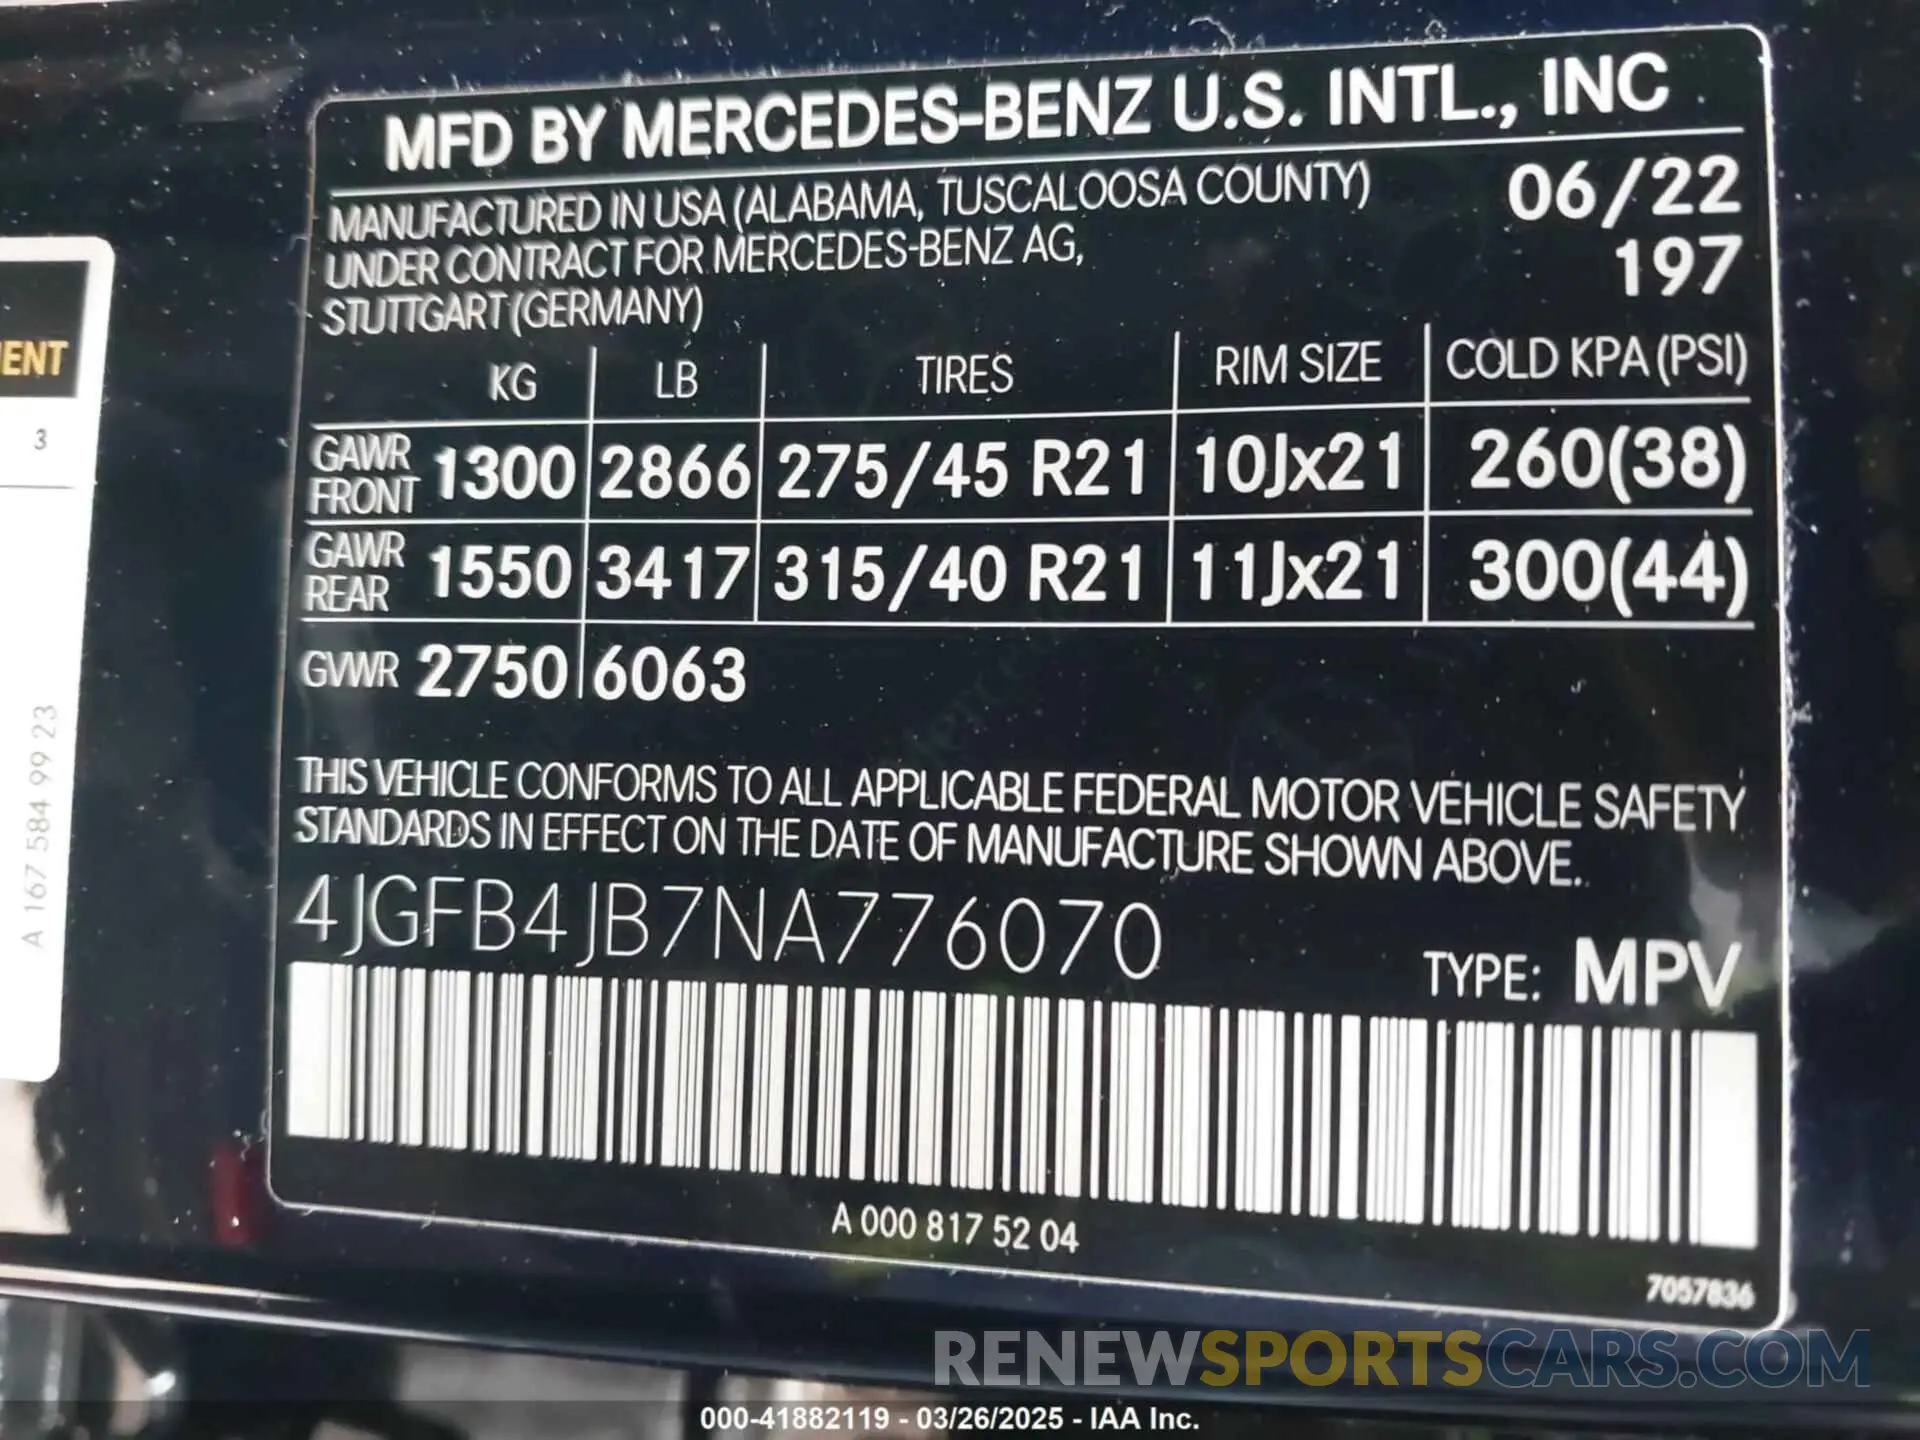 MFD BY MERCEDES-BENZ U.S. INTL., INC
MANUFACTURED IN USA (ALABAMA, TUSCALOOSA COUNTY) 06/22
UNDER CONTRACT FOR MERCEDES-BENZ AG, 197
STUTTGART (GERMANY)
KG LB TIRES RIM SIZE COLD KPA (PSI)
GAWR FRONT 1300 2866 275/45 R21 10Jx21 260(38)
GAWR REAR 1550 3417 315/40 R21 11Jx21 300(44)
GVWR 2750 6063
THIS VEHICLE CONFORMS TO ALL APPLICABLE FEDERAL MOTOR VEHICLE SAFETY
STANDARDS IN EFFECT ON THE DATE OF MANUFACTURE SHOWN ABOVE.
4JGFB4JB7NA776070
TYPE: MPV
A 000 817 52 04
7057836
3
A 167 584 99 23
RENEWSPORTSCARS.COM
000-41882119 - 03/26/2025 - IAA Inc.